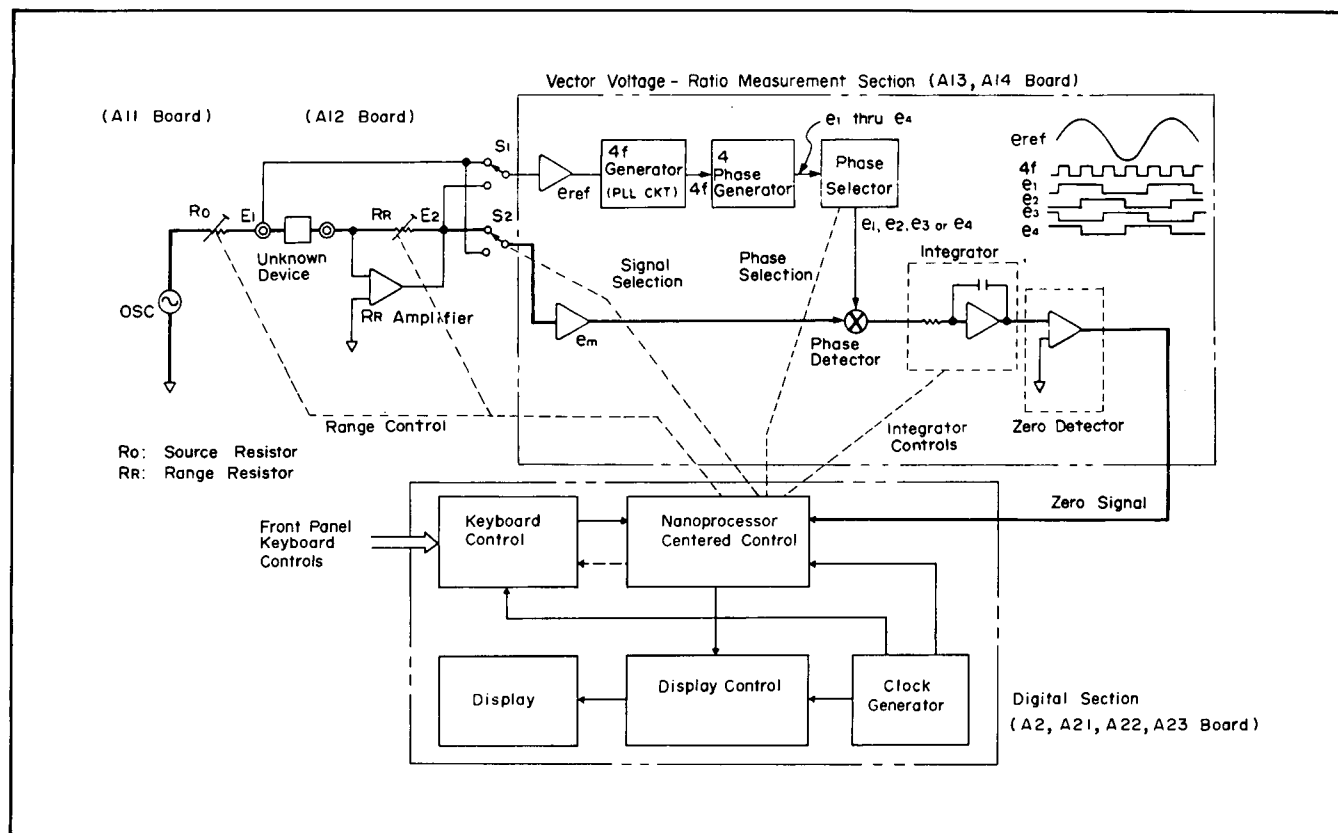 Vector Voltage - Ratio Measurement Section (A13, A14 Board)
(A11 Board)
(A12 Board)
S1
e1 thru e4
eref
4f
Generator
(PLL CKT)
4f
4
Phase
Generator
Phase
Selector
eref
4f
e1
e2
e3
e4
Ro
E1
RR
E2
S2
e1, e2, e3 or e4
Unknown
Device
Signal
Selection
Phase
Selection
Integrator
OSC
RR Amplifier
em
Phase
Detector
Range Control
Integrator
Controls
Zero Detector
Ro: Source Resistor
RR: Range Resistor
Zero Signal
Front Panel
Keyboard
Controls
Keyboard
Control
Nanoprocessor
Centered Control
Display
Display Control
Clock
Generator
Digital Section
(A2, A21, A22, A23 Board)